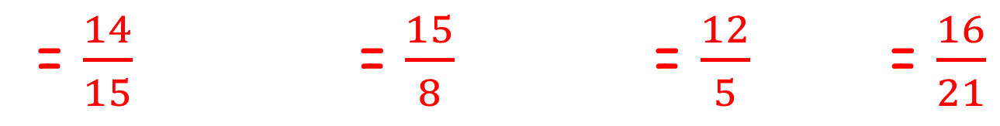 = 14/15 = 15/8 = 12/5 = 16/21